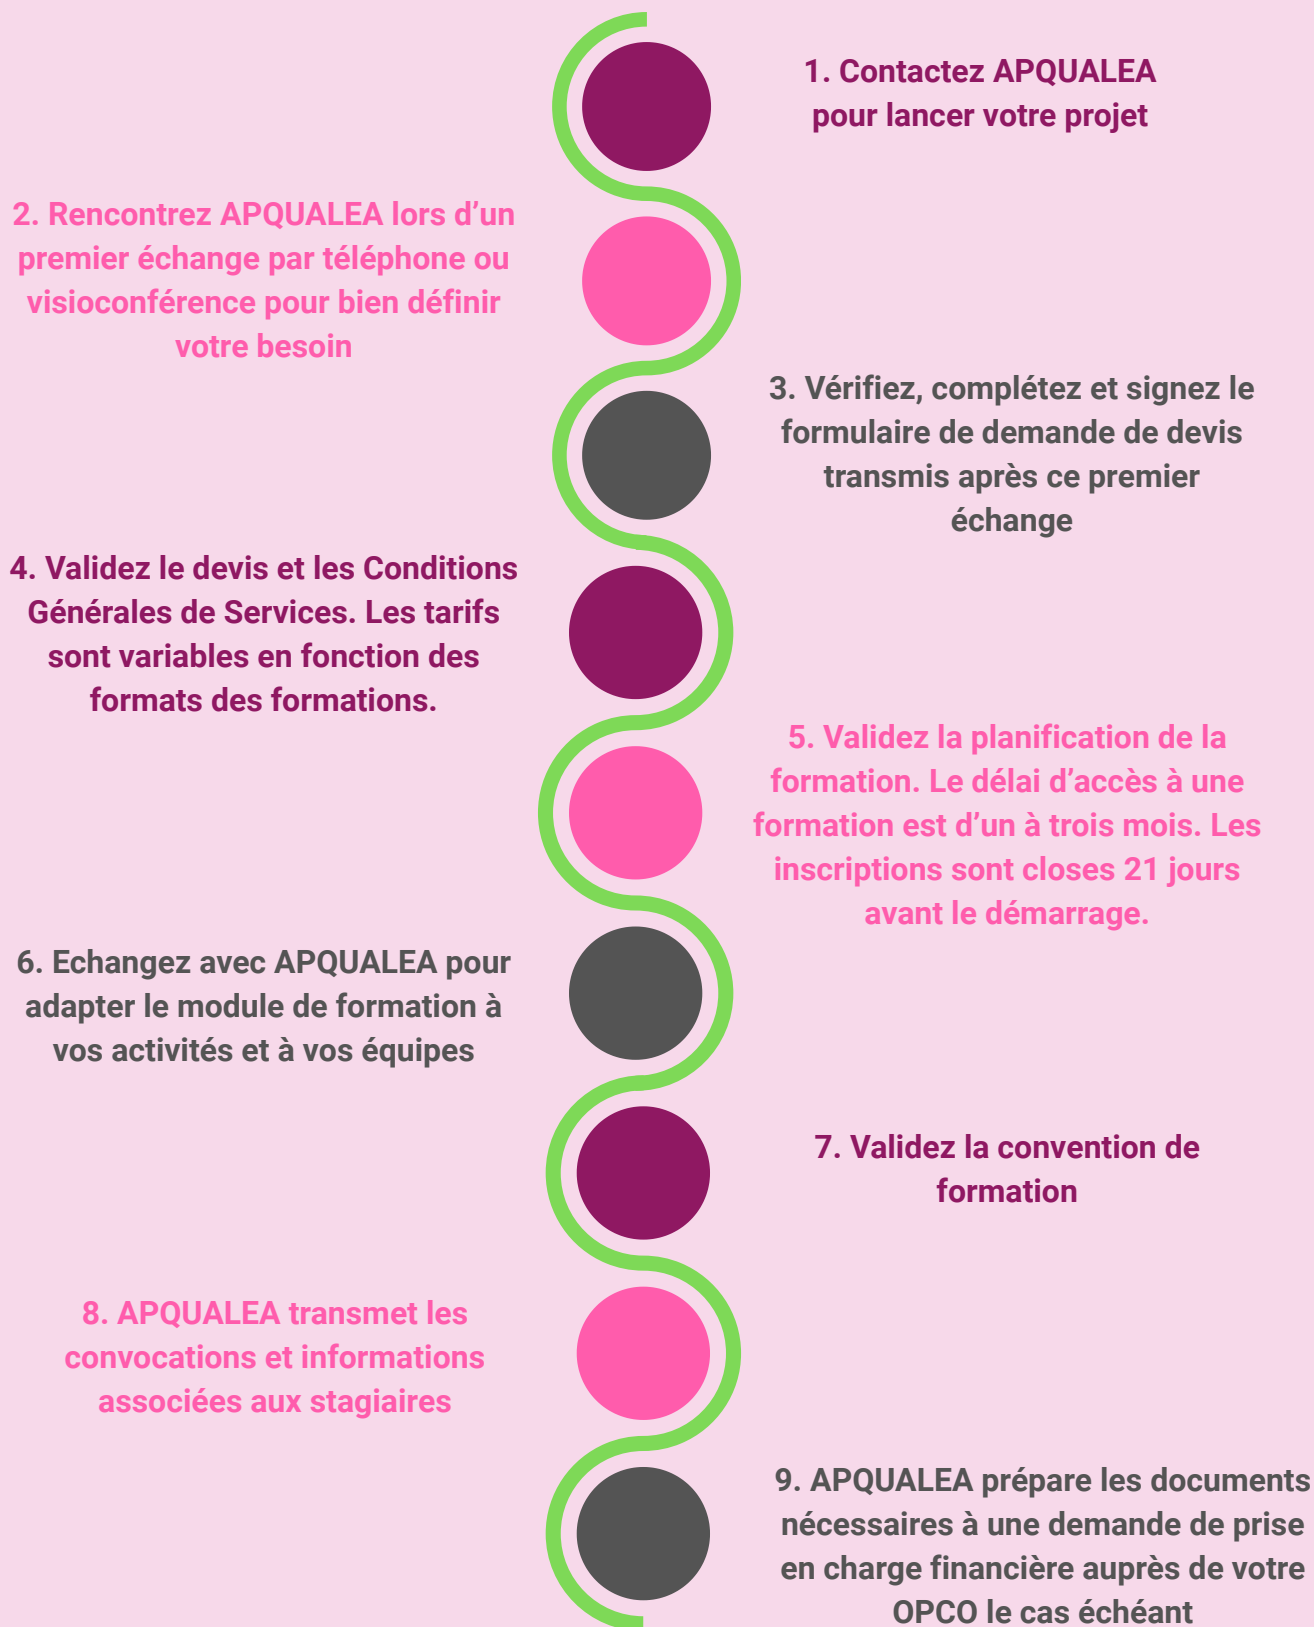 1. Contactez APQUALEA
pour lancer votre projet
2. Rencontrez APQUALEA lors d’un
premier échange par téléphone ou
visioconférence pour bien définir
votre besoin
3. Vérifiez, complétez et signez le
formulaire de demande de devis
transmis après ce premier
échange
4. Validez le devis et les Conditions
Générales de Services. Les tarifs
sont variables en fonction des
formats des formations.
5. Validez la planification de la
formation. Le délai d’accès à une
formation est d’un à trois mois. Les
inscriptions sont closes 21 jours
avant le démarrage.
6. Echangez avec APQUALEA pour
adapter le module de formation à
vos activités et à vos équipes
7. Validez la convention de
formation
8. APQUALEA transmet les
convocations et informations
associées aux stagiaires
9. APQUALEA prépare les documents
nécessaires à une demande de prise
en charge financière auprès de votre
OPCO le cas échéant